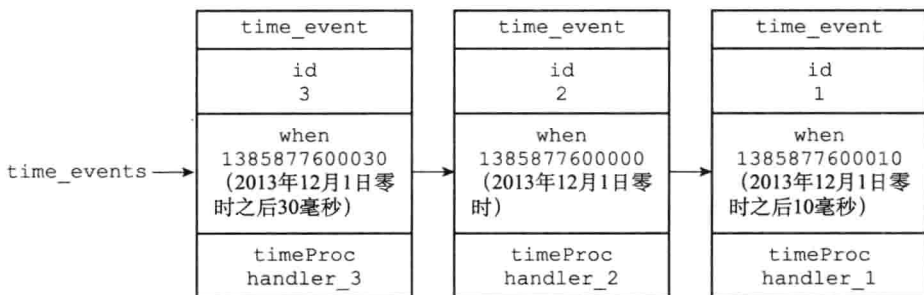 time_event
id
3
when
1385877600030
(2013年12月1日零
时之后30毫秒)
timeProc
handler_3
time_event
id
2
when
1385877600000
(2013年12月1日零
时)
timeProc
handler_2
time_event
id
1
when
1385877600010
(2013年12月1日零
时之后10毫秒)
timeProc
handler_1
time_events